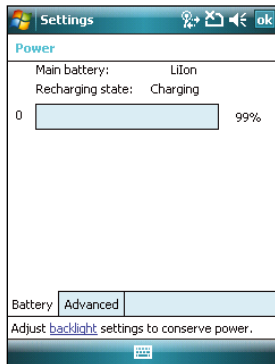 Settings ok
Power
Main battery: LiIon
Recharging state: Charging
0 99%
Battery Advanced
Adjust backlight settings to conserve power.